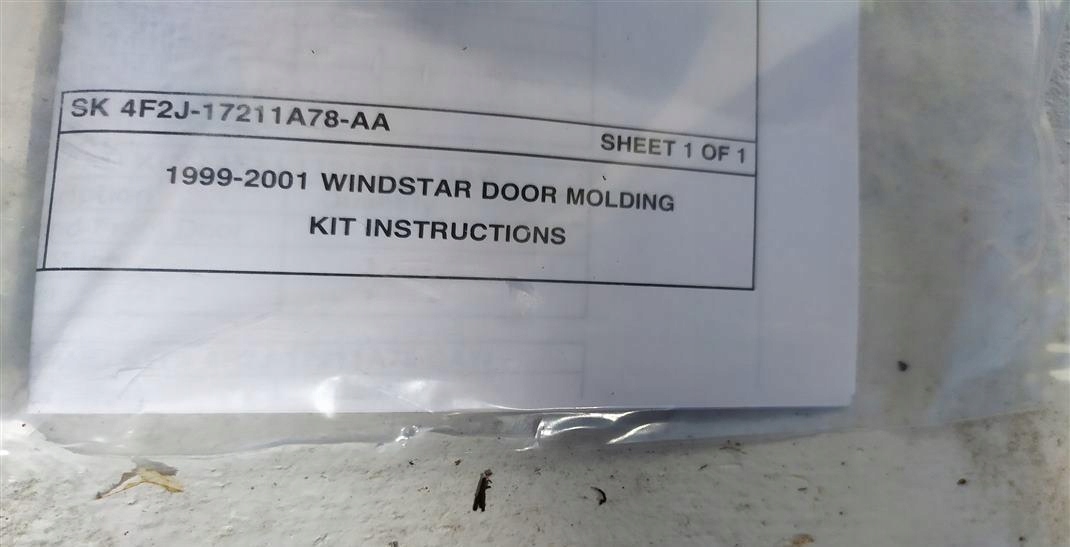 SK 4F2J-17211A78-AA
SHEET 1 OF 1
1999-2001 WINDSTAR DOOR MOLDING
KIT INSTRUCTIONS